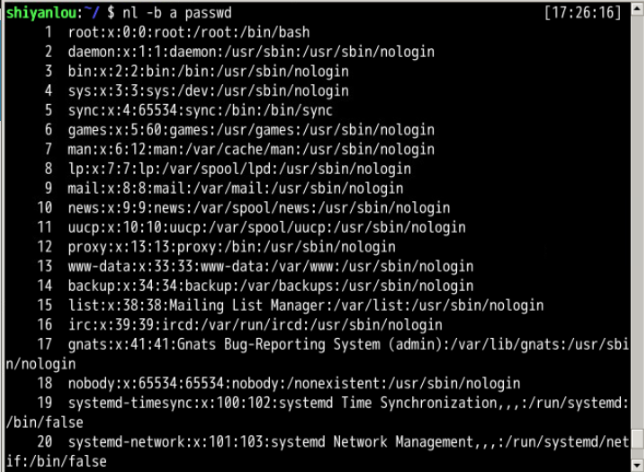 shiyanlou:~/ $ nl -b a passwd [17:26:16]
1 root:x:0:0:root:/root:/bin/bash
2 daemon:x:1:1:daemon:/usr/sbin:/usr/sbin/nologin
3 bin:x:2:2:bin:/bin:/usr/sbin/nologin
4 sys:x:3:3:sys:/dev:/usr/sbin/nologin
5 sync:x:4:65534:sync:/bin:/bin/sync
6 games:x:5:60:games:/usr/games:/usr/sbin/nologin
7 man:x:6:12:man:/var/cache/man:/usr/sbin/nologin
8 lp:x:7:7:lp:/var/spool/lpd:/usr/sbin/nologin
9 mail:x:8:8:mail:/var/mail:/usr/sbin/nologin
10 news:x:9:9:news:/var/spool/news:/usr/sbin/nologin
11 uucp:x:10:10:uucp:/var/spool/uucp:/usr/sbin/nologin
12 proxy:x:13:13:proxy:/bin:/usr/sbin/nologin
13 www-data:x:33:33:www-data:/var/www:/usr/sbin/nologin
14 backup:x:34:34:backup:/var/backups:/usr/sbin/nologin
15 list:x:38:38:Mailing List Manager:/var/list:/usr/sbin/nologin
16 irc:x:39:39:ircd:/var/run/ircd:/usr/sbin/nologin
17 gnats:x:41:41:Gnats Bug-Reporting System (admin):/var/lib/gnats:/usr/sbi
n/nologin
18 nobody:x:65534:65534:nobody:/nonexistent:/usr/sbin/nologin
19 systemd-timesync:x:100:102:systemd Time Synchronization,,,:/run/systemd:
/bin/false
20 systemd-network:x:101:103:systemd Network Management,,,:/run/systemd/net
if:/bin/false